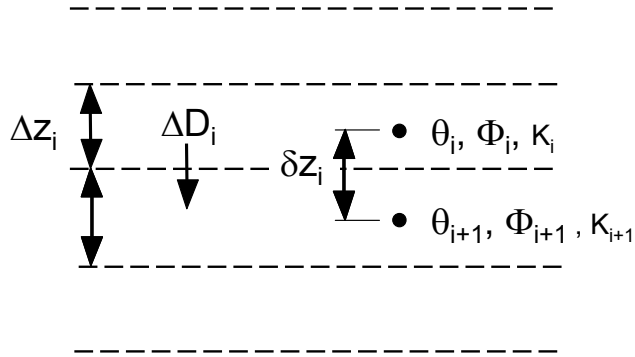 Δz_i
ΔD_i
δz_i
θ_i, Φ_i, κ_i
θ_{i+1}, Φ_{i+1} , κ_{i+1}